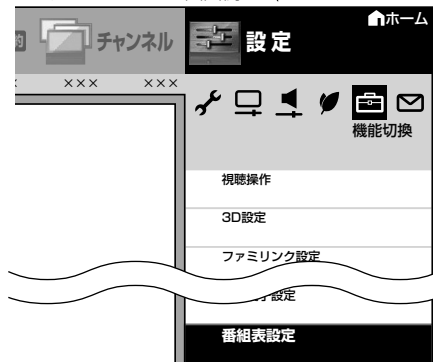 ホーム
チャンネル
設定
××× ×××
機能切換
視聴操作
3D設定
ファミリンク設定
設定
番組表設定